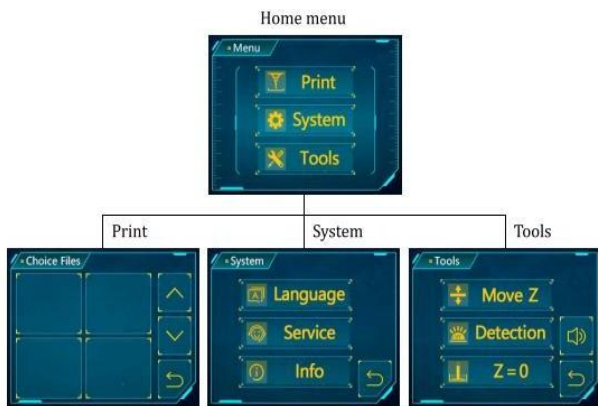 Home menu
Menu
Print
System
Tools
Print
System
Tools
Choice Files
System
Language
Service
Info
Tools
Move Z
Detection
Z=0